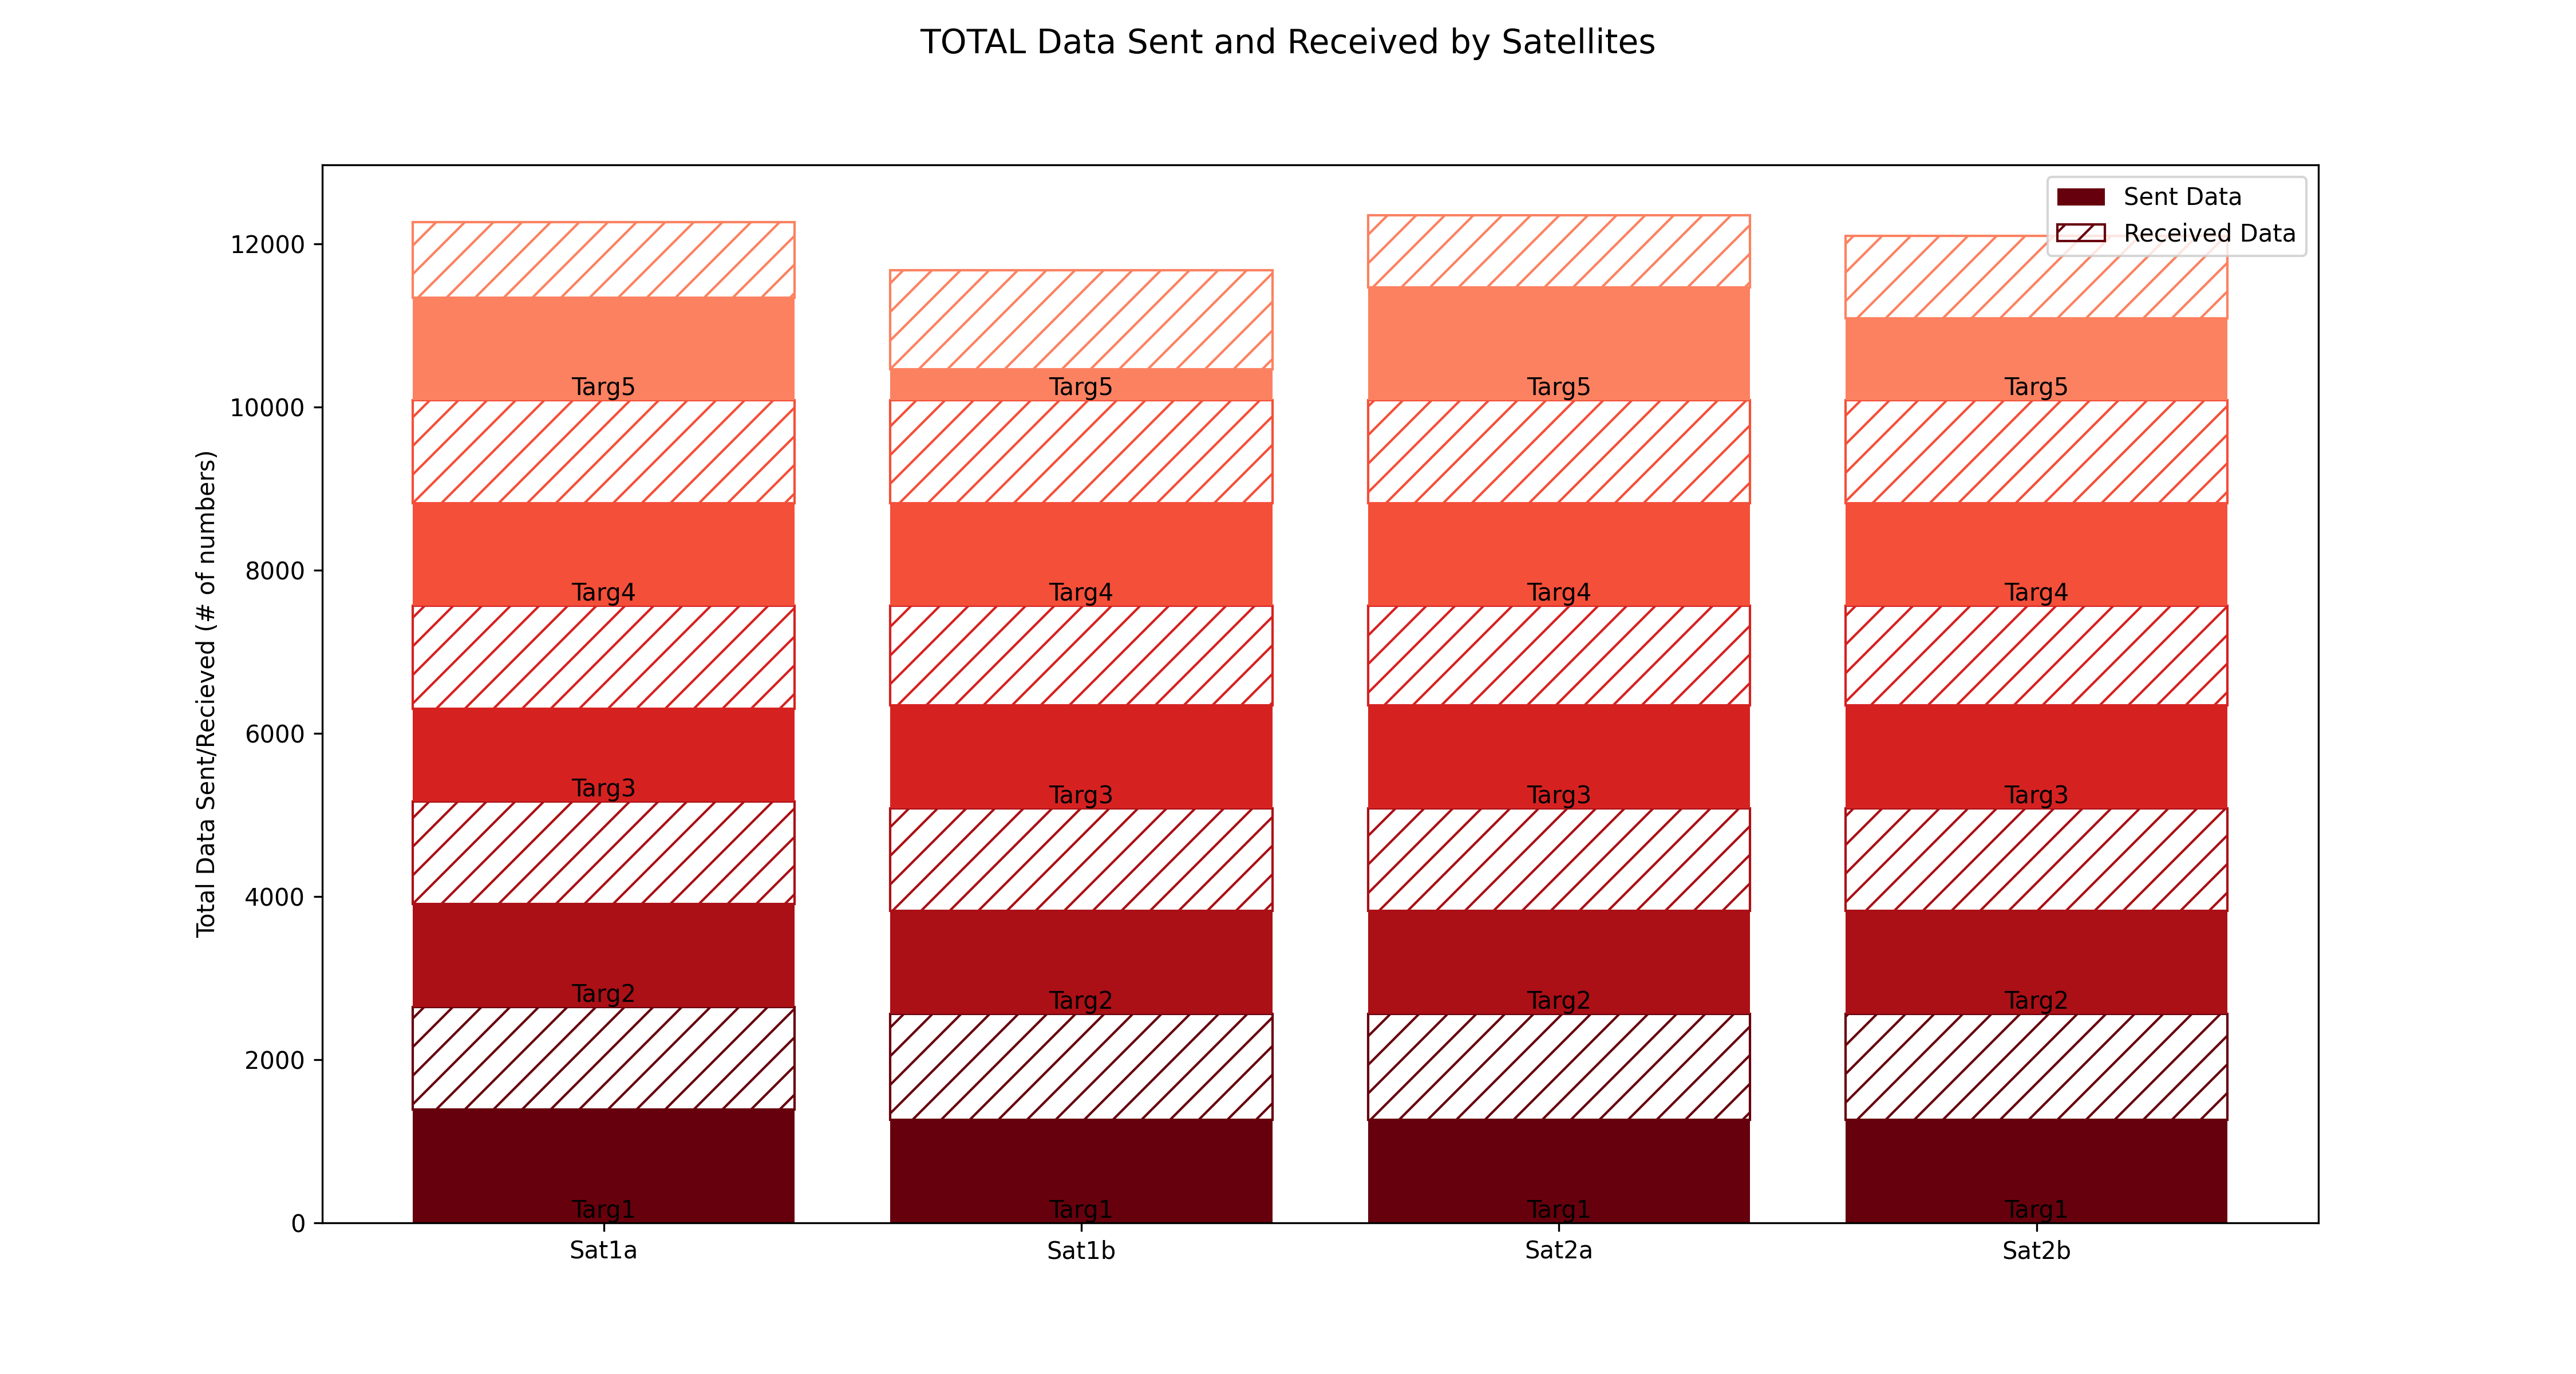 TOTAL Data Sent and Received by Satellites
Sent Data
Received Data
Total Data Sent/Recieved (# of numbers)
12000
10000
8000
6000
4000
2000
0
Targ5 Targ5 Targ5 Targ5
Targ4 Targ4 Targ4 Targ4
Targ3 Targ3 Targ3 Targ3
Targ2 Targ2 Targ2 Targ2
Targ1 Targ1 Targ1 Targ1
Sat1a Sat1b Sat2a Sat2b